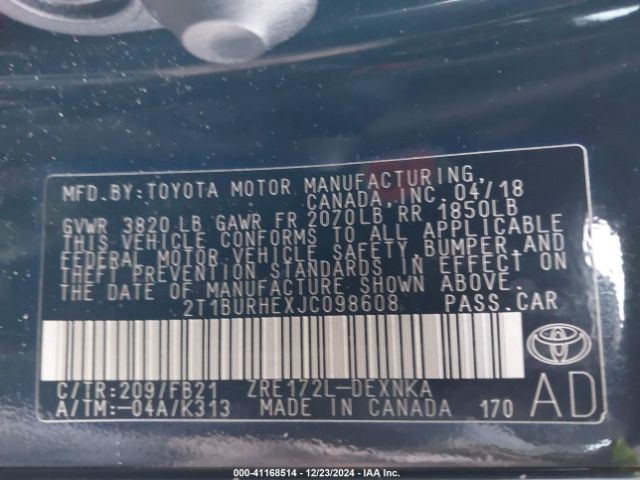 MFD.BY:TOYOTA MOTOR MANUFACTURING,
CANADA, INC. 04/18
GVWR 3820 LB GAWR FR 2070LB RR 1850LB
THIS VEHICLE CONFORMS TO ALL APPLICABLE
FEDERAL MOTOR VEHICLE SAFETY,BUMPER,AND
THEFT PREVENTION STANDARDS IN EFFECT ON
THE DATE OF MANUFACTURE SHOWN ABOVE.
2T1BURHEXJC098608 PASS.CAR
C/TR:209/FB21 ZRE172L-DEXNKA
A/TM:-04A/K313 MADE IN CANADA 170
AD
000-41168514 - 12/23/2024 - IAA Inc.